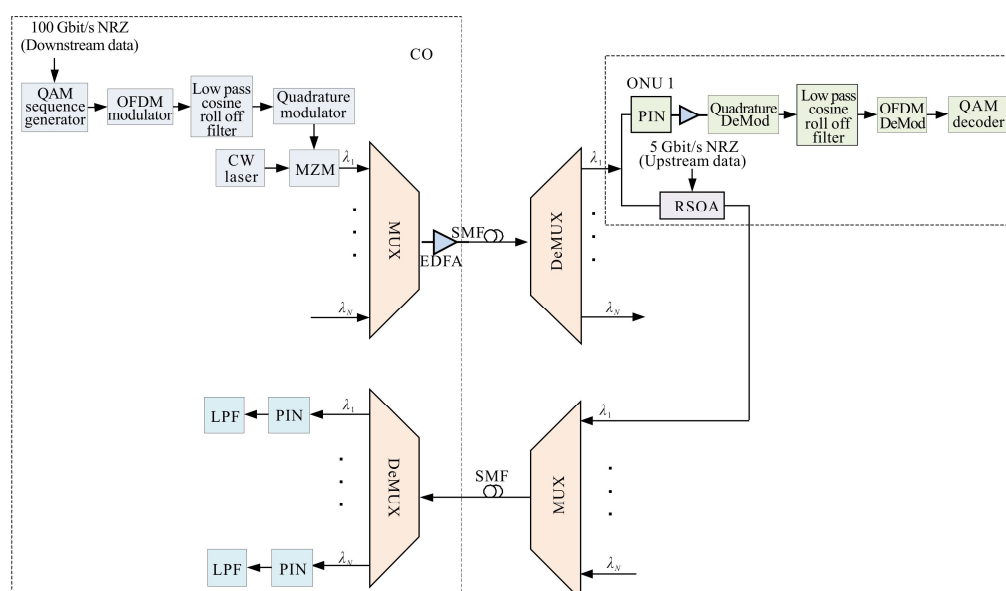 100 Gbit/s NRZ
(Downstream data)
CO
QAM
sequence
generator
OFDM
modulator
Low pass
cosine
roll off
filter
Quadrature
modulator
CW
laser
MZM
λ1
MUX
EDFA
SMF
λN
DeMUX
λ1
λN
ONU 1
PIN
Quadrature
DeMod
Low pass
cosine
roll off
filter
OFDM
DeMod
QAM
decoder
5 Gbit/s NRZ
(Upstream data)
RSOA
LPF
PIN
λ1
DeMUX
SMF
MUX
λ1
LPF
PIN
λN
λN